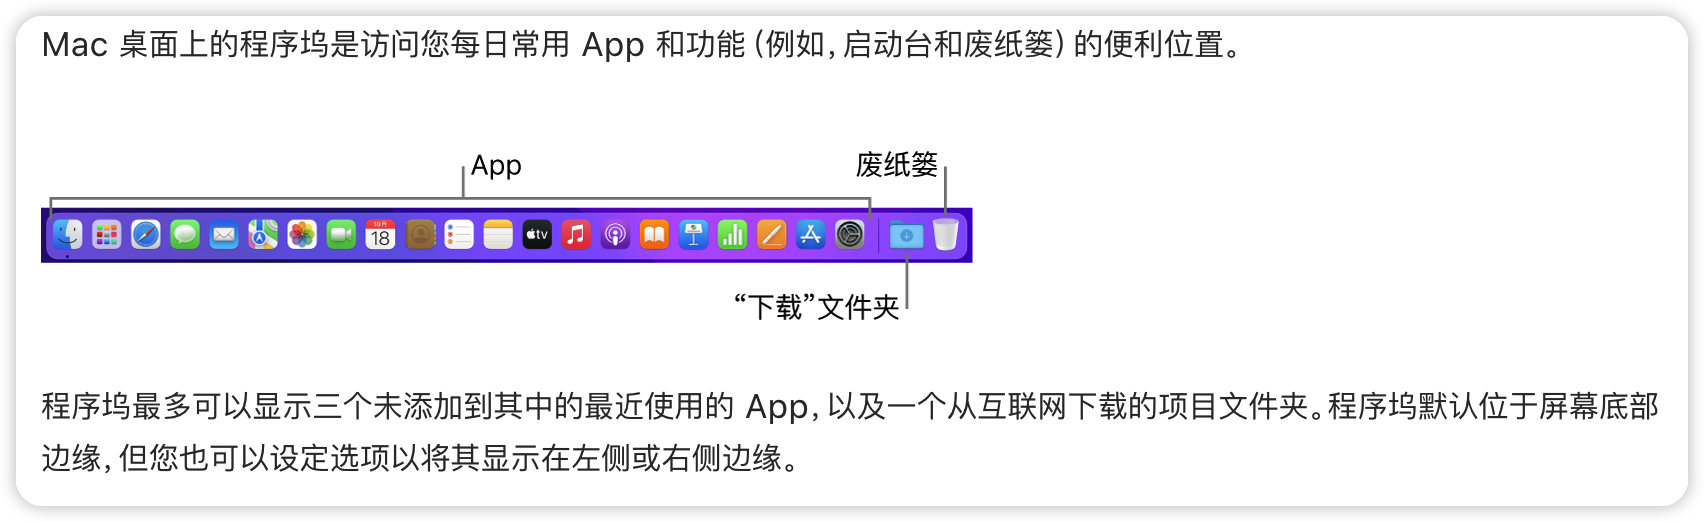 Mac 桌面上的程序坞是访问您每日常用 App 和功能（例如，启动台和废纸篓）的便利位置。
App
废纸篓
10月
18
tv
“下载”文件夹
程序坞最多可以显示三个未添加到其中的最近使用的 App，以及一个从互联网下载的项目文件夹。程序坞默认位于屏幕底部
边缘，但您也可以设定选项以将其显示在左侧或右侧边缘。